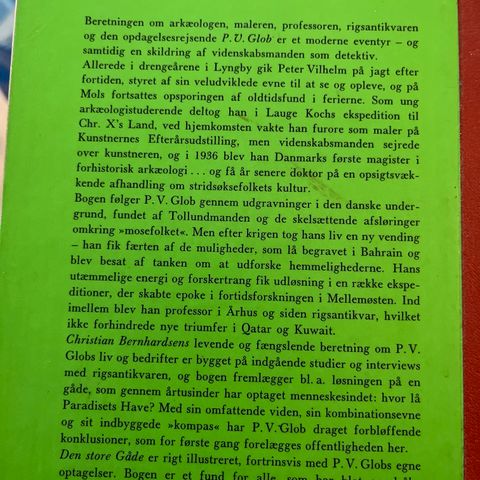 Beretningen om arkæologen, maleren, professoren, rigsantikvaren
og den opdagelsesrejsende P. V. Glob er et moderne eventyr – og
samtidig en skildring af videnskabsmanden som detektiv.
Allerede i drengeårene i Lyngby gik Peter Vilhelm på jagt efter
fortiden, styret af sin veludviklede evne til at se og opleve, og på
Mols fortsattes opsporingen af oldtidsfund i ferierne. Som ung
arkæologistuderende deltog han i Lauge Kochs ekspedition til
Chr. X's Land, ved hjemkomsten vakte han furore som maler på
Kunstnernes Efterårsudstilling, men videnskabsmanden sejrede
over kunstneren, og i 1936 blev han Danmarks første magister i
forhistorisk arkæologi . . . og få år senere doktor på en opsigtsvæk-
kende afhandling om stridsøksefolkets kultur.
Bogen følger P. V. Glob gennem udgravninger i den danske under-
grund, fundet af Tollundmanden og de skelsættende afsløringer
omkring »mosefolket«. Men efter krigen tog hans liv en ny vending
– han fik færten af de muligheder, som lå begravet i Bahrain og
blev besat af tanken om at udforske hemmelighederne. Hans
utæmmelige energi og forskertrang fik udløsning i en række ekspe-
ditioner, der skabte epoke i fortidsforskningen i Mellemøsten. Ind
imellem blev han professor i Århus og siden rigsantikvar, hvilket
ikke forhindrede nye triumfer i Qatar og Kuwait.
Christian Bernhardsens levende og fængslende beretning om P. V.
Globs liv og bedrifter er bygget på indgående studier og interviews
med rigsantikvaren, og bogen fremlægger bl. a. løsningen på en
gåde, som gennem årtusinder har optaget menneskesindet: hvor lå
Paradisets Have? Med sin omfattende viden, sin kombinationsevne
og sit indbyggede »kompas« har P. V. Glob draget forbløffende
konklusioner, som for første gang forelægges offentligheden her.
Den store Gåde er rigt illustreret, fortrinsvis med P. V. Globs egne
optagelser. Bogen er et fund for alle, som har